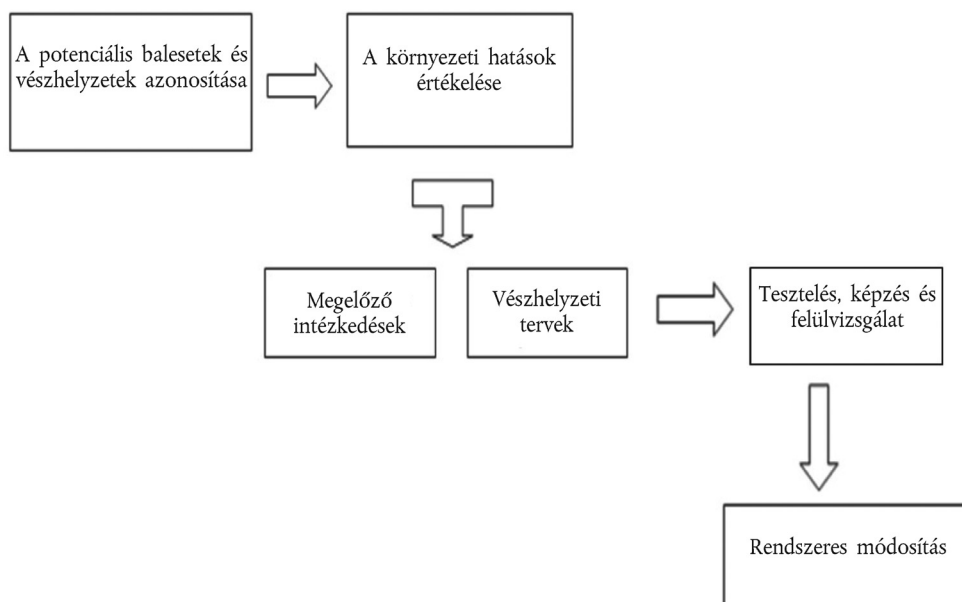 A potenciális balesetek és
vészhelyzetek azonosítása
A környezeti hatások
értékelése
Megelőző
intézkedések
Vészhelyzeti
tervek
Tesztelés, képzés és
felülvizsgálat
Rendszeres módosítás